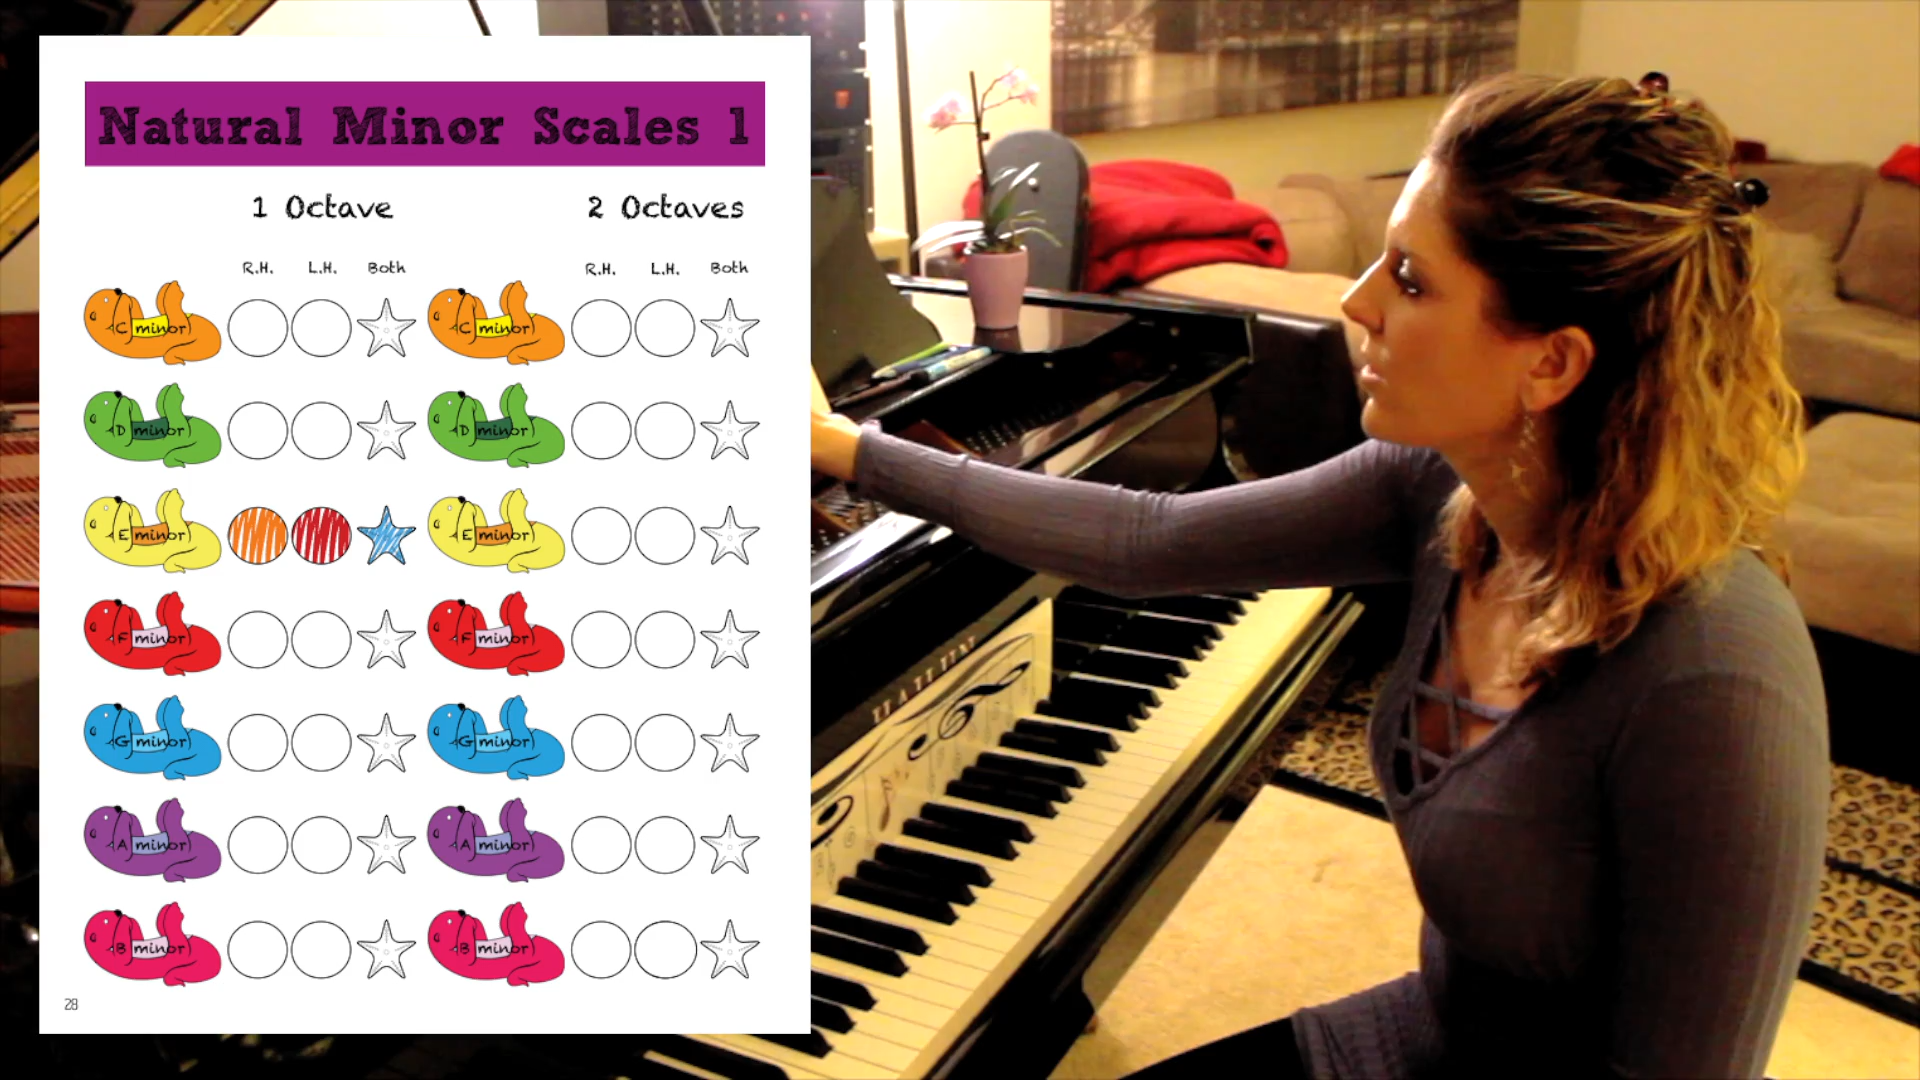 Natural Minor Scales 1
1 Octave 2 Octaves
R.H. L.H. Both R.H. L.H. Both
C minor C minor
D minor D minor
E minor E minor
F minor F minor
G minor G minor
A minor A minor
B minor B minor
28